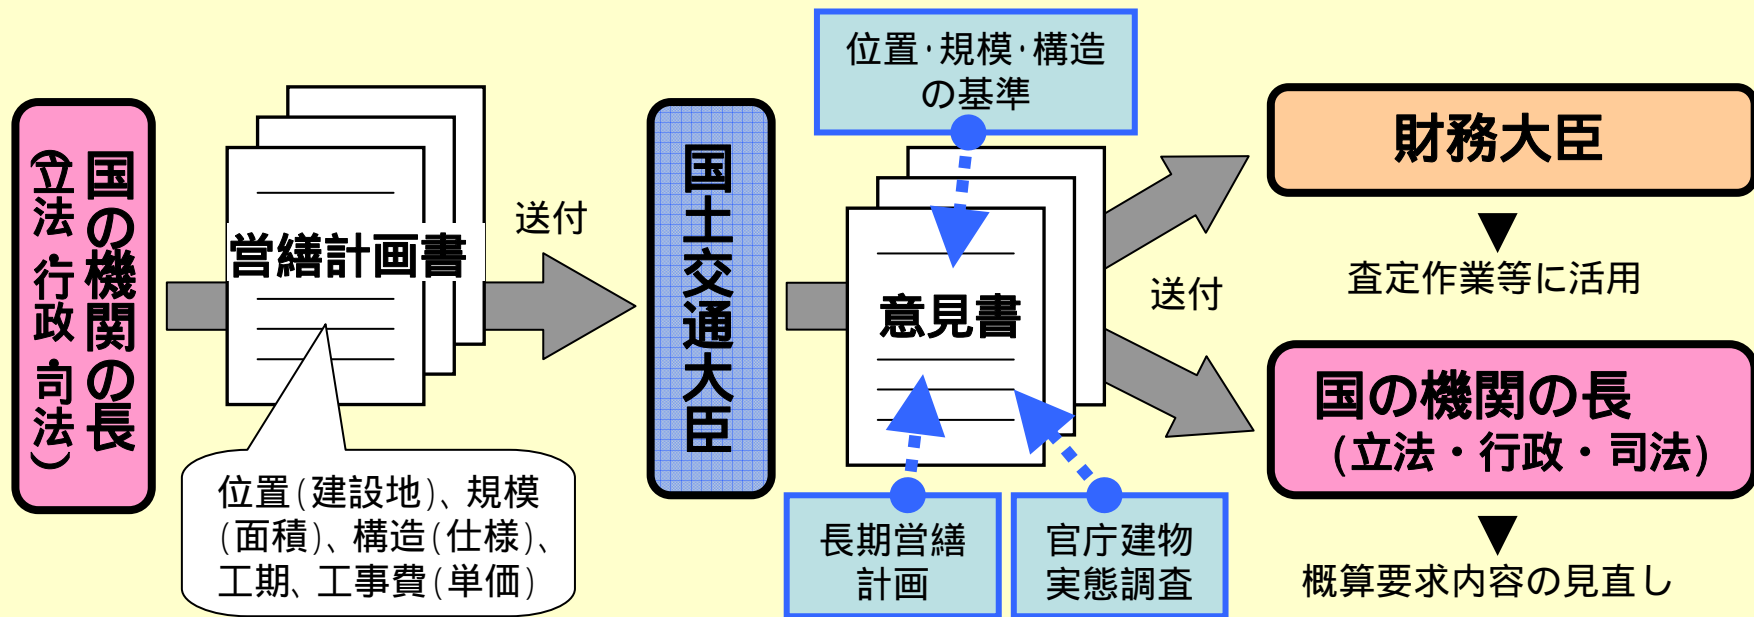 国の機関の長
(立法・行政・司法)
営繕計画書
送付
位置(建設地)、規模
(面積)、構造(仕様)、
工期、工事費(単価)
国土交通大臣
位置・規模・構造
の基準
意見書
長期営繕
計画
官庁建物
実態調査
送付
財務大臣
▼
査定作業等に活用
国の機関の長
(立法・行政・司法)
▼
概算要求内容の見直し